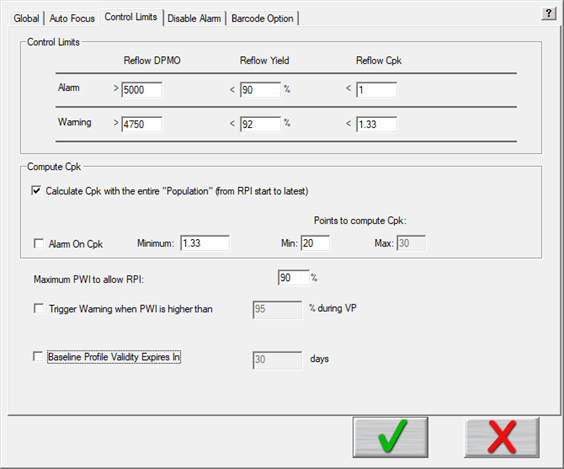 Global Auto Focus Control Limits Disable Alarm Barcode Option ?
Control Limits
Reflow DPMO Reflow Yield Reflow Cpk
Alarm > 5000 < 90 % < 1
Warning > 4750 < 92 % < 1.33
Compute Cpk
Calculate Cpk with the entire "Population" (from RPI start to latest)
Points to compute Cpk:
Alarm On Cpk Minimum: 1.33 Min: 20 Max: 30
Maximum PWI to allow RPI: 90 %
Trigger Warning when PWI is higher than 95 % during VP
Baseline Profile Validity Expires In 30 days